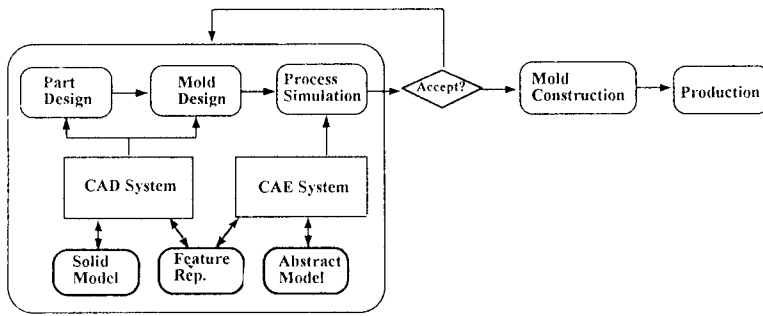 Part
Design
Mold
Design
Process
Simulation
Accept?
Mold
Construction
Production
CAD System
CAE System
Solid
Model
Feature
Rep.
Abstract
Model